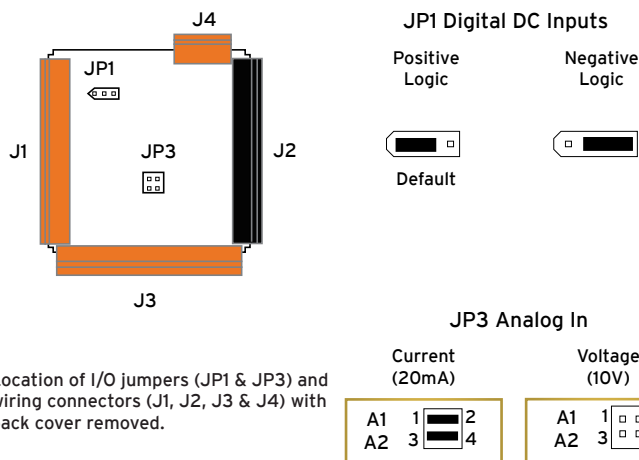 J4
JP1
J1
JP3
J2
J3
JP1 Digital DC Inputs
Positive
Logic
Negative
Logic
Default
ocation of I/O jumpers (JP1 & JP3) and
iring connectors (J1, J2, J3 & J4) with
ack cover removed.
JP3 Analog In
Current
(20mA)
Voltage
(10V)
A1 1 2
A2 3 4
A1 1
A2 3